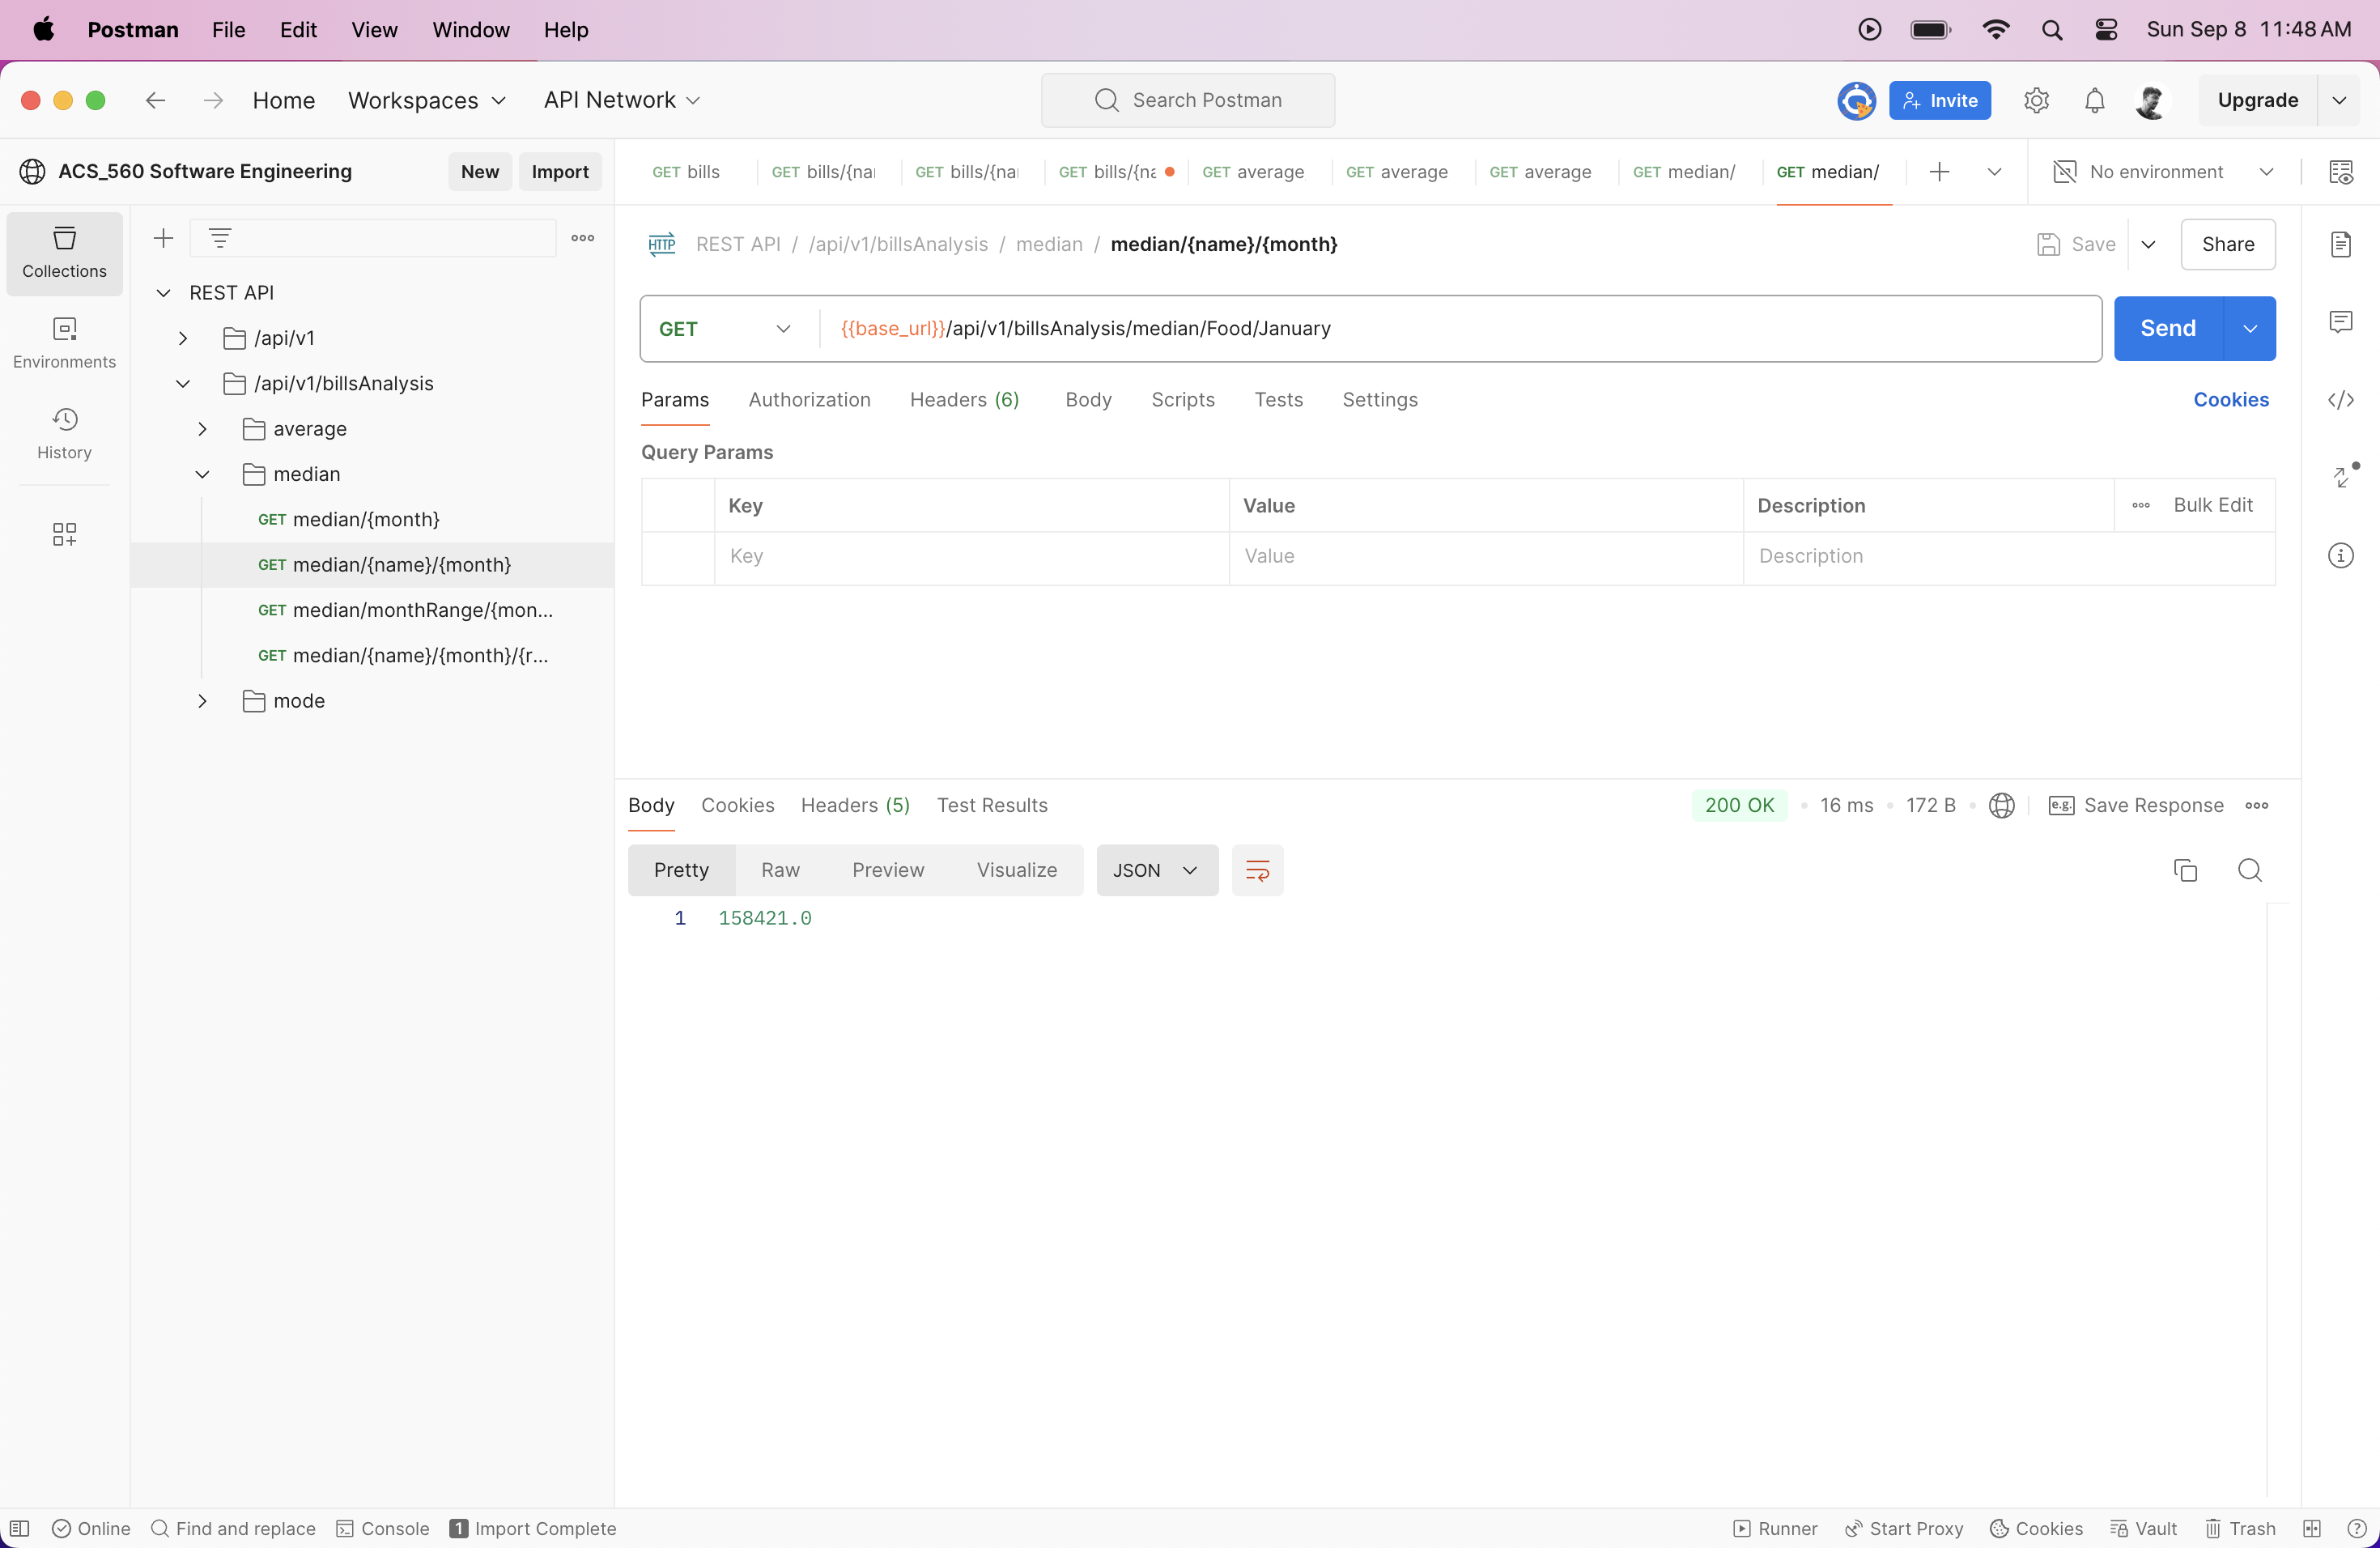 Postman File Edit View Window Help Sun Sep 8 11:48 AM
Home Workspaces API Network Search Postman Invite Upgrade
ACS_560 Software Engineering New Import GET bills GET bills/{nai GET bills/{nai GET bills/{na GET average GET average GET average GET median/ GET median/ No environment
Collections
Environments
History
REST API
/api/v1
/api/v1/billsAnalysis
average
median
GET median/{month}
GET median/{name}/{month}
GET median/monthRange/{mon...
GET median/{name}/{month}/{r...
mode
HTTP REST API / /api/v1/billsAnalysis / median / median/{name}/{month} Save Share
GET {{base_url}}/api/v1/billsAnalysis/median/Food/January Send
Params Authorization Headers (6) Body Scripts Tests Settings Cookies
Query Params
Key Value Description Bulk Edit
Key Value Description
Body Cookies Headers (5) Test Results 200 OK 16 ms 172 B e.g. Save Response
Pretty Raw Preview Visualize JSON
1 158421.0
Online Find and replace Console 1 Import Complete Runner Start Proxy Cookies Vault Trash